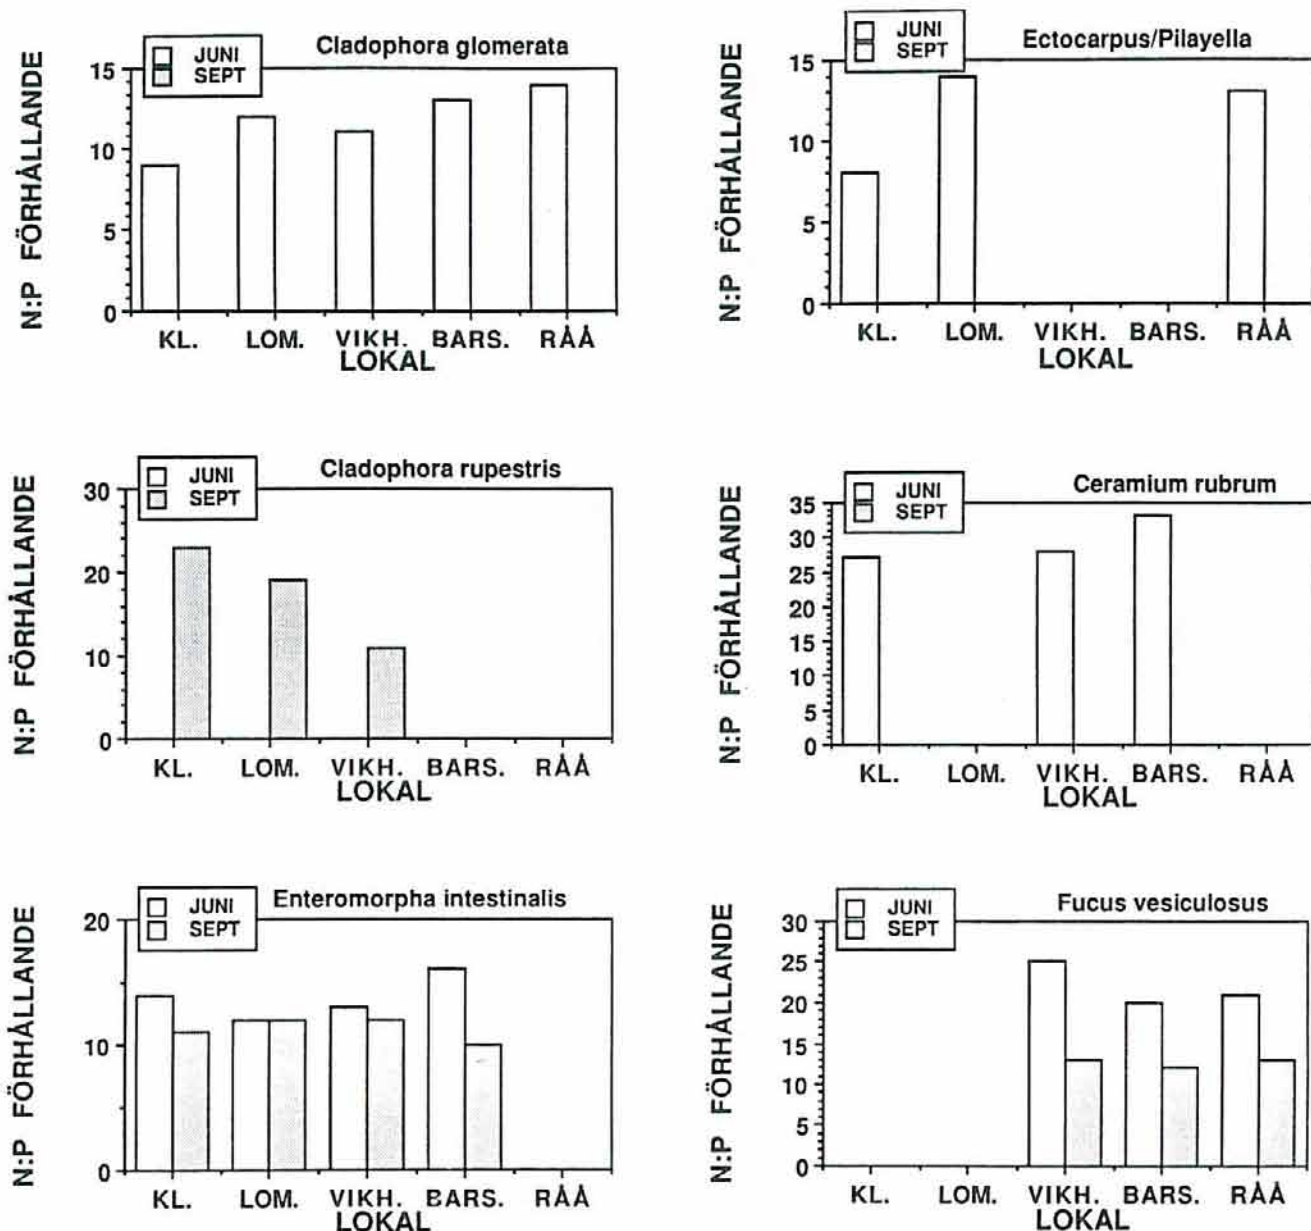 JUNI
SEPT
Cladophora glomerata
N:P FÖRHÅLLANDE
15
10
5
0
KL. LOM. VIKH. BARS. RÅÅ
LOKAL
JUNI
SEPT
Ectocarpus/Pilayella
N:P FÖRHÅLLANDE
15
10
5
0
KL. LOM. VIKH. BARS. RÅÅ
LOKAL
JUNI
SEPT
Cladophora rupestris
N:P FÖRHÅLLANDE
30
20
10
0
KL. LOM. VIKH. BARS. RÅÅ
LOKAL
JUNI
SEPT
Ceramium rubrum
N:P FÖRHÅLLANDE
35
30
25
20
15
10
5
0
KL. LOM. VIKH. BARS. RÅÅ
LOKAL
JUNI
SEPT
Enteromorpha intestinalis
N:P FÖRHÅLLANDE
20
10
0
KL. LOM. VIKH. BARS. RÅÅ
LOKAL
JUNI
SEPT
Fucus vesiculosus
N:P FÖRHÅLLANDE
30
25
20
15
10
5
0
KL. LOM. VIKH. BARS. RÅÅ
LOKAL